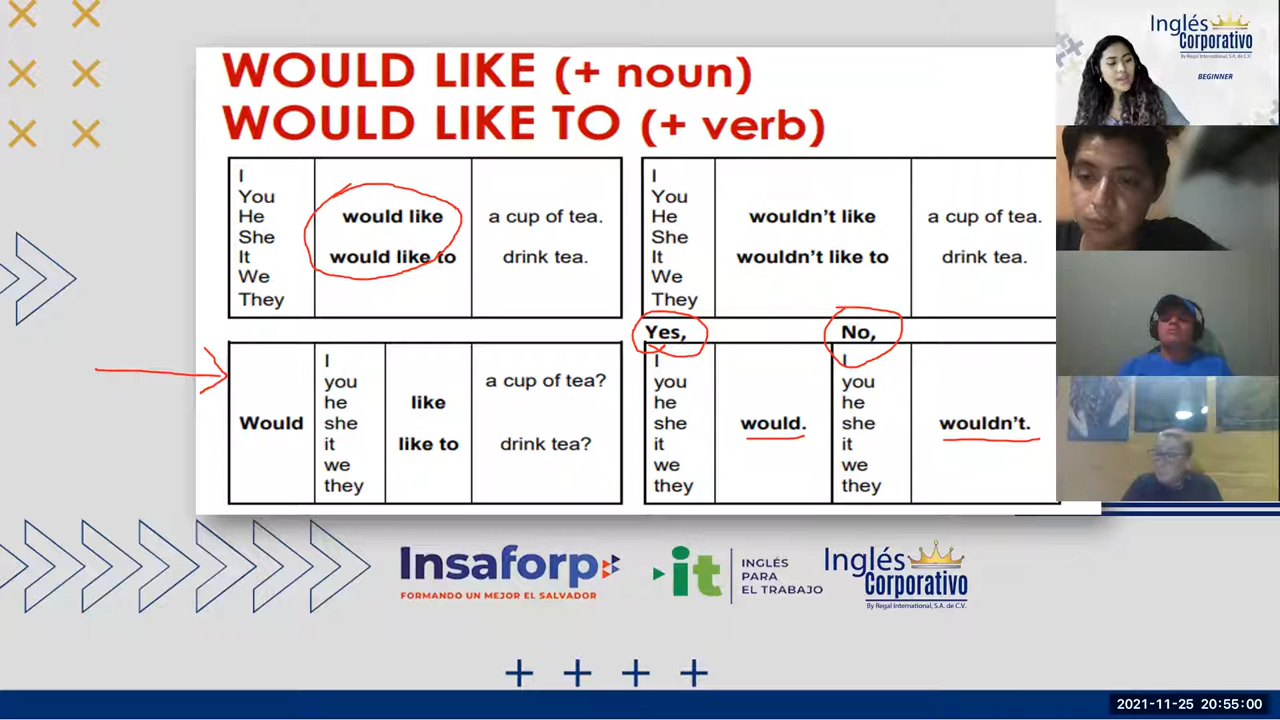 WOULD LIKE (+ noun)
WOULD LIKE TO (+ verb)
I
You
He
She
It
We
They
would like
would like to
a cup of tea.
drink tea.
I
You
He
She
It
We
They
wouldn't like
wouldn't like to
a cup of tea.
drink tea.
Would
I
you
he
she
it
we
they
like
like to
a cup of tea?
drink tea?
Yes,
I
you
he
she
it
we
they
would.
No,
I
you
he
she
it
we
they
wouldn't.
Insaforp
FORMANDO UN MEJOR EL SALVADOR
it
INGLÉS
PARA
EL TRABAJO
Inglés
Corporativo
By Regal International, S.A. de C.V.
Inglés
Corporativo
By Regal International, S.A. de C.V.
BEGINNER
2021-11-25 20:55:00